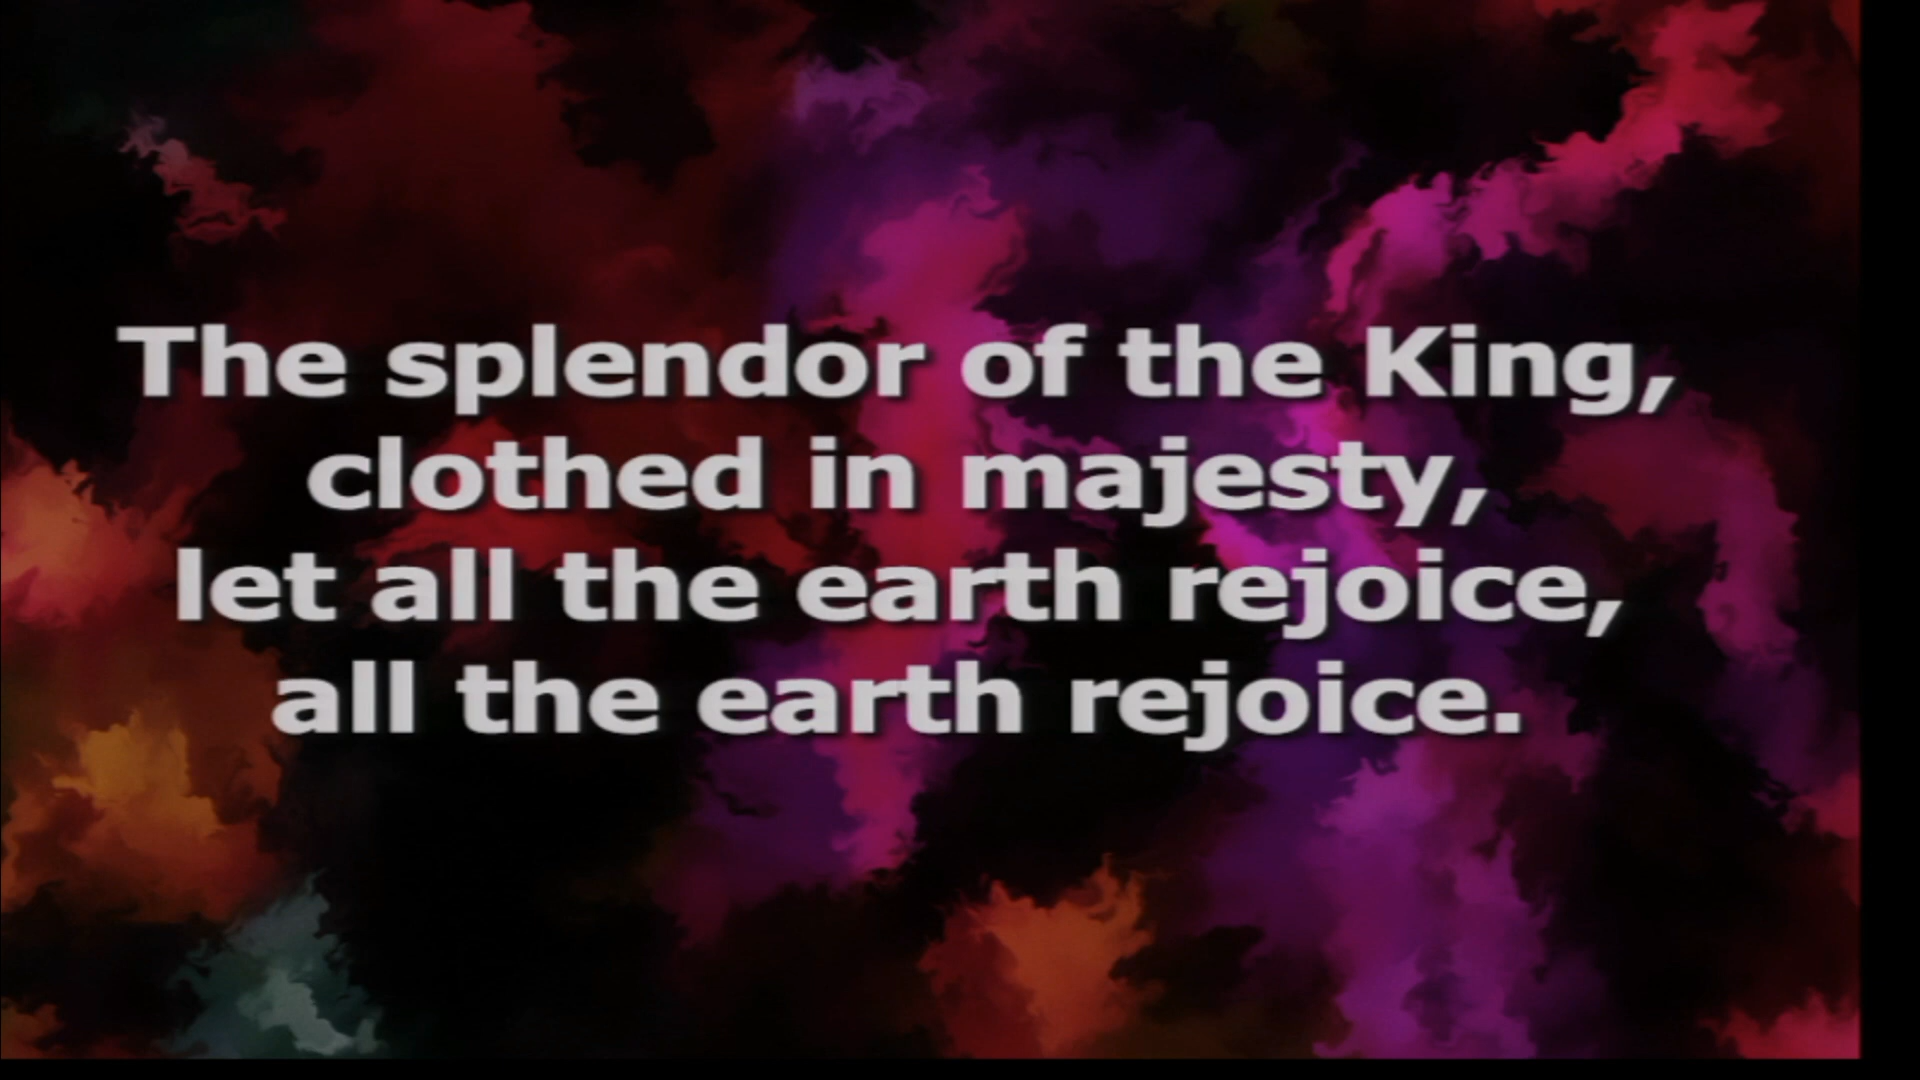 The splendor of the King,
clothed in majesty,
let all the earth rejoice,
all the earth rejoice.